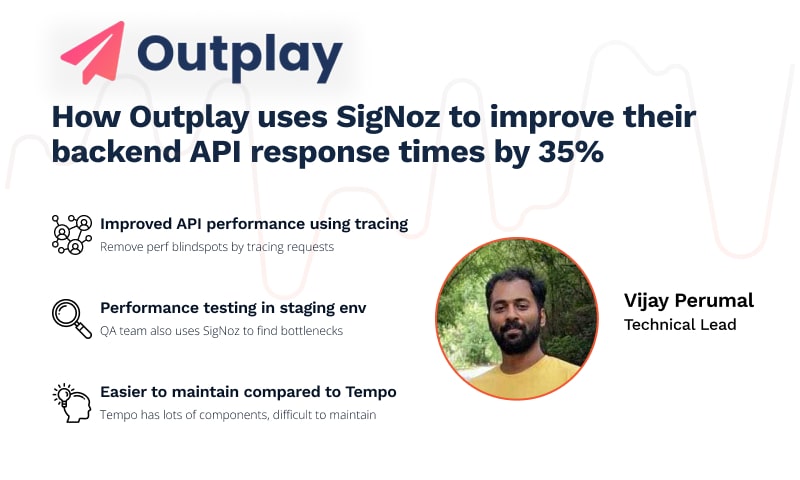 Outplay
How Outplay uses SigNoz to improve their
backend API response times by 35%
Improved API performance using tracing
Remove perf blindspots by tracing requests
Performance testing in staging env
QA team also uses SigNoz to find bottlenecks
Easier to maintain compared to Tempo
Tempo has lots of components, difficult to maintain
Vijay Perumal
Technical Lead